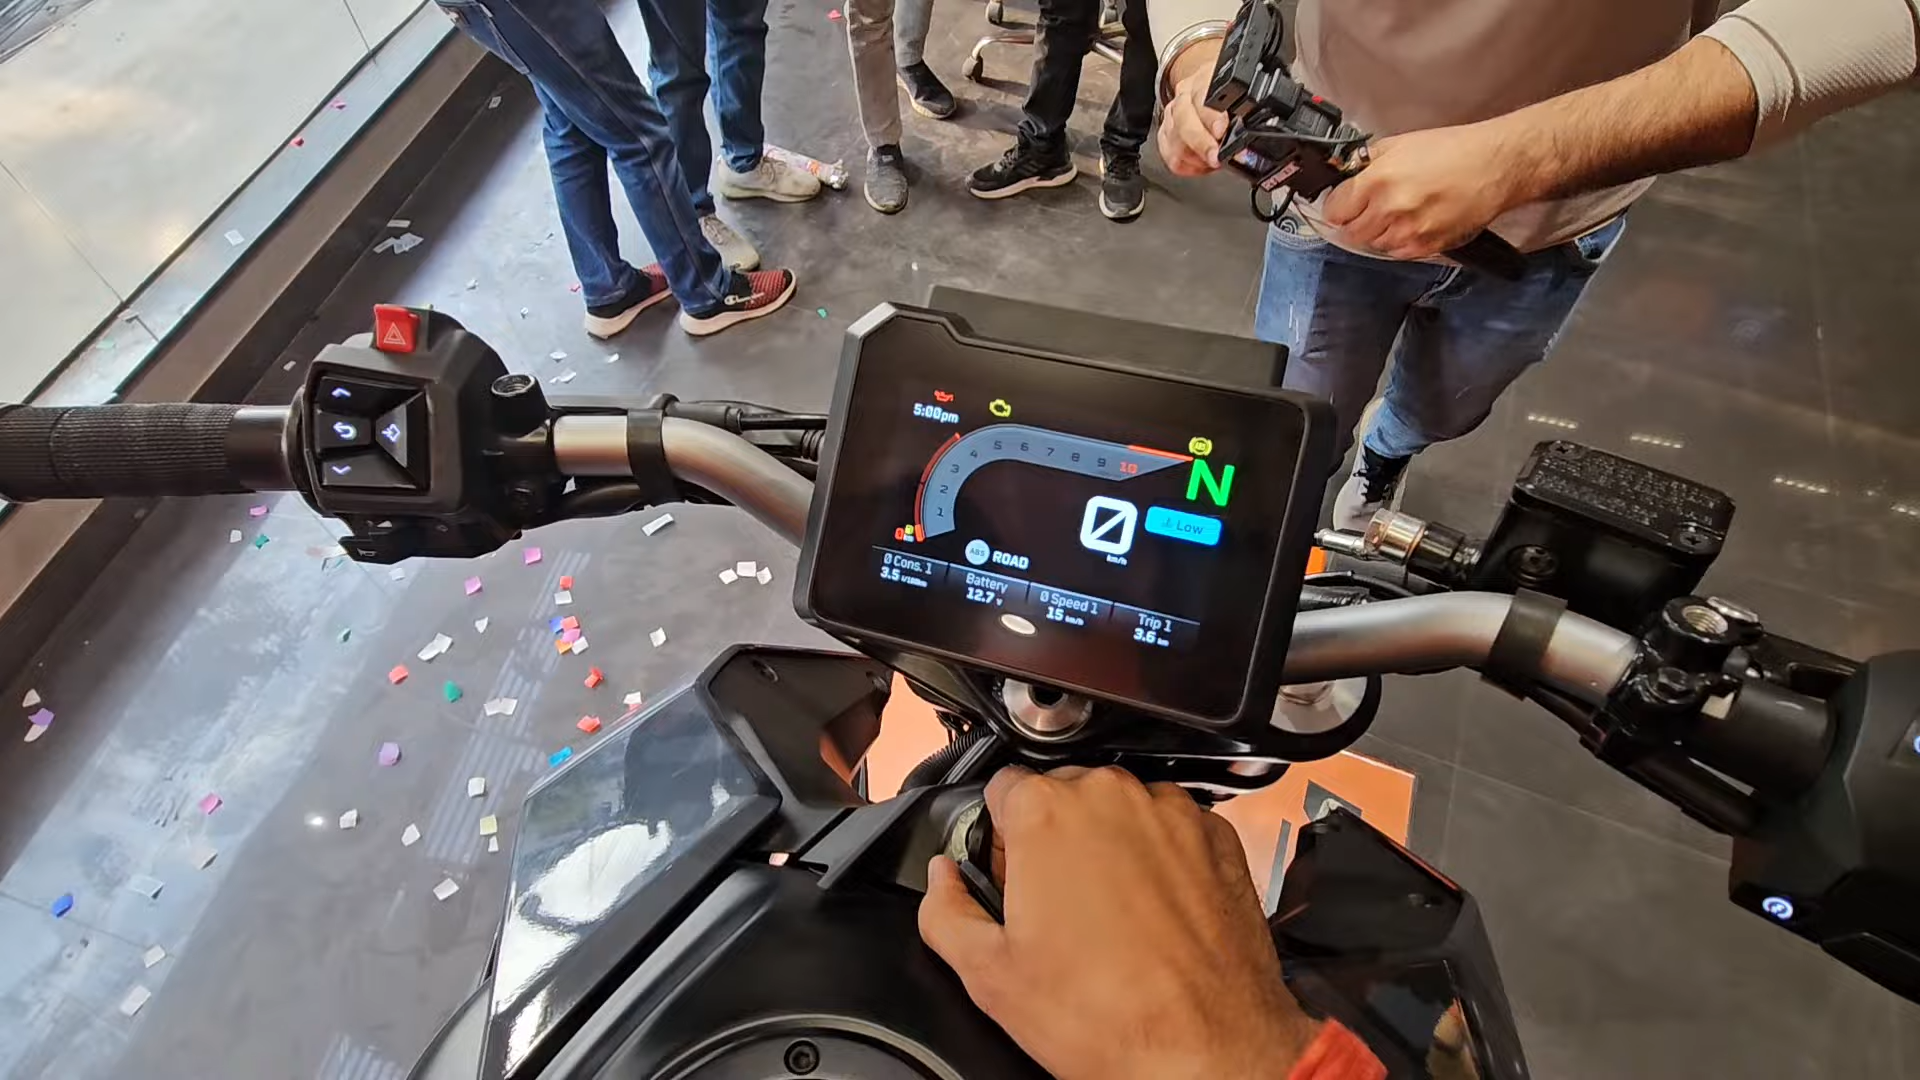 5:00pm
1 2 3 4 5 6 7 8 9 10
N
0
km/h
Low
ABS ROAD
Ø Cons. 1
3.5 l/100km
Battery
12.7 V
Ø Speed 1
15 km/h
Trip 1
3.6 km